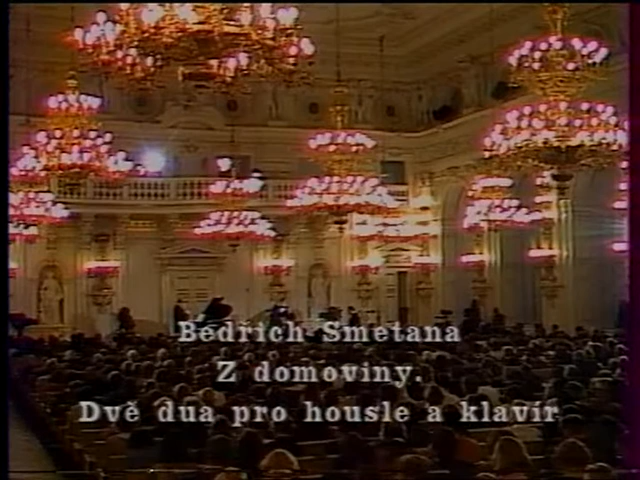 Bedřich Smetana
Z domoviny.
Dvě dua pro housle a klavír